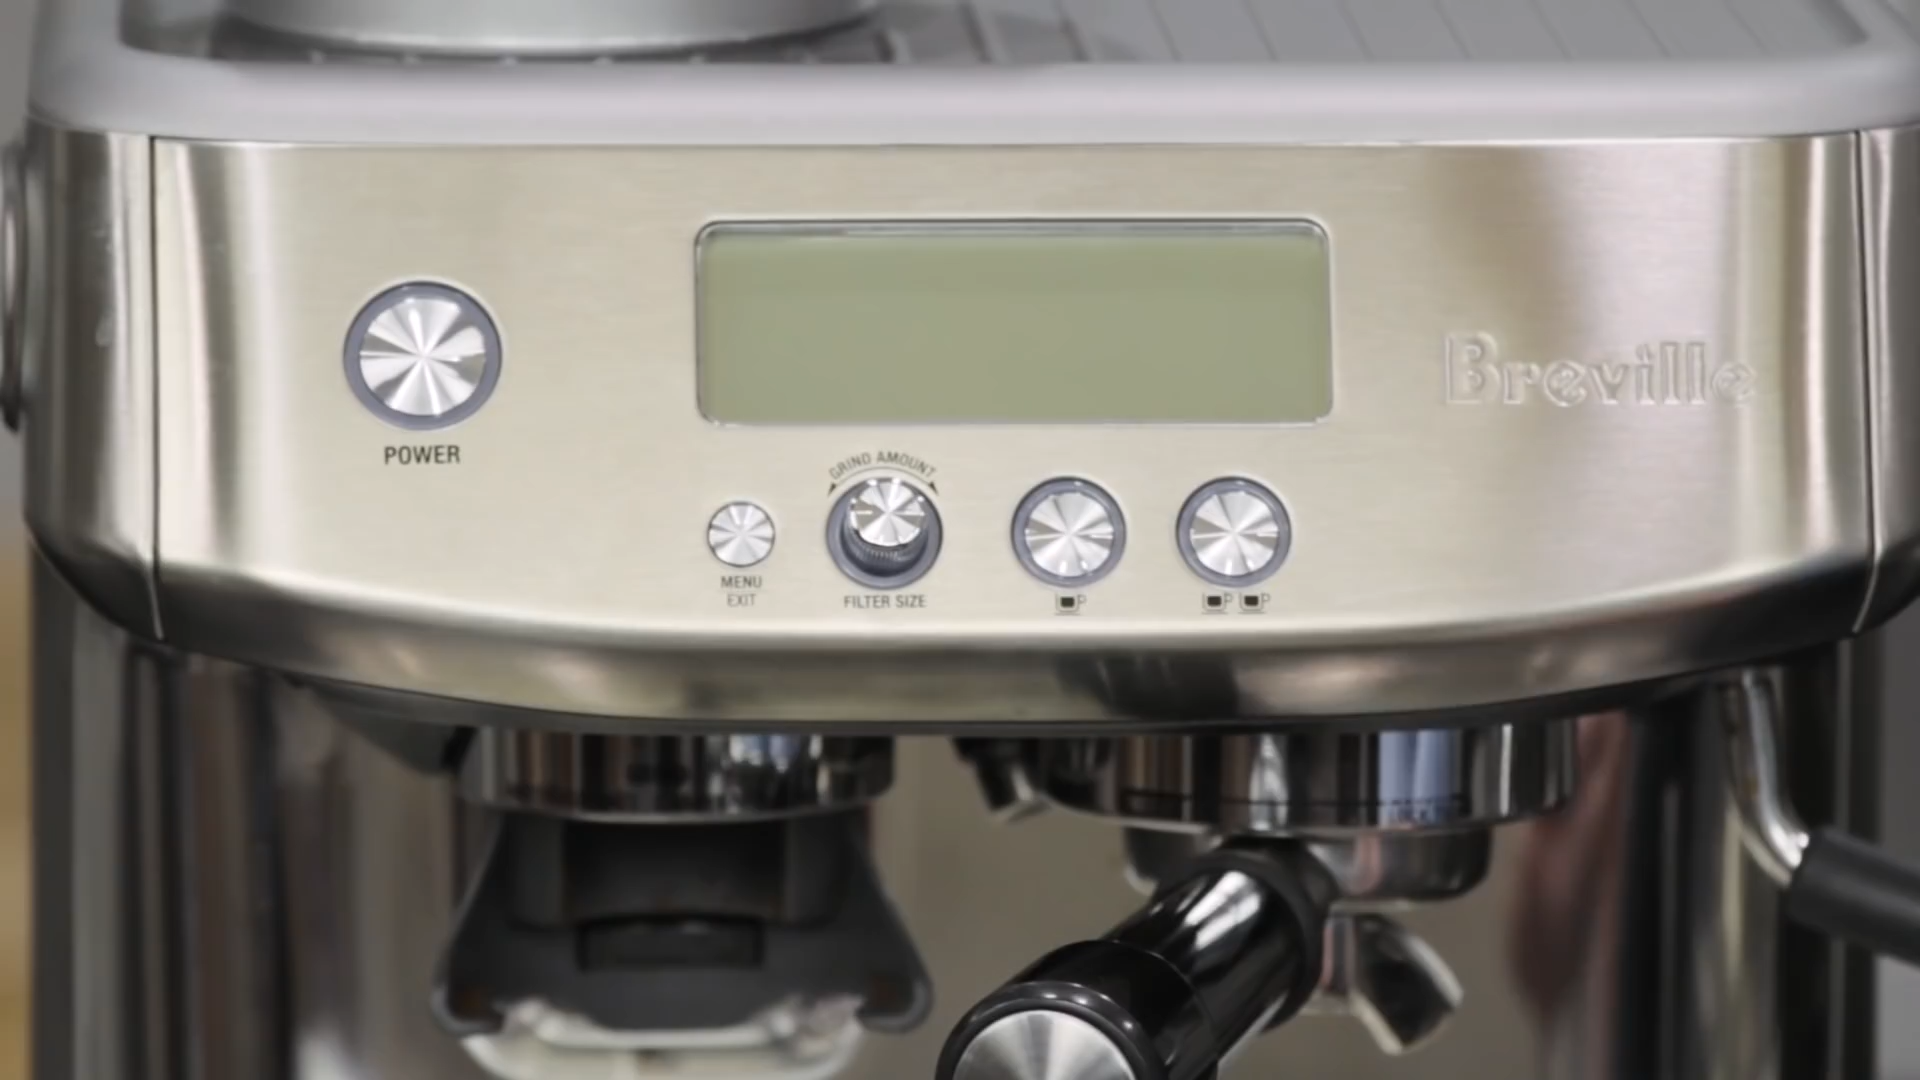 Breville
POWER
GRIND AMOUNT
MENU
EXIT
FILTER SIZE